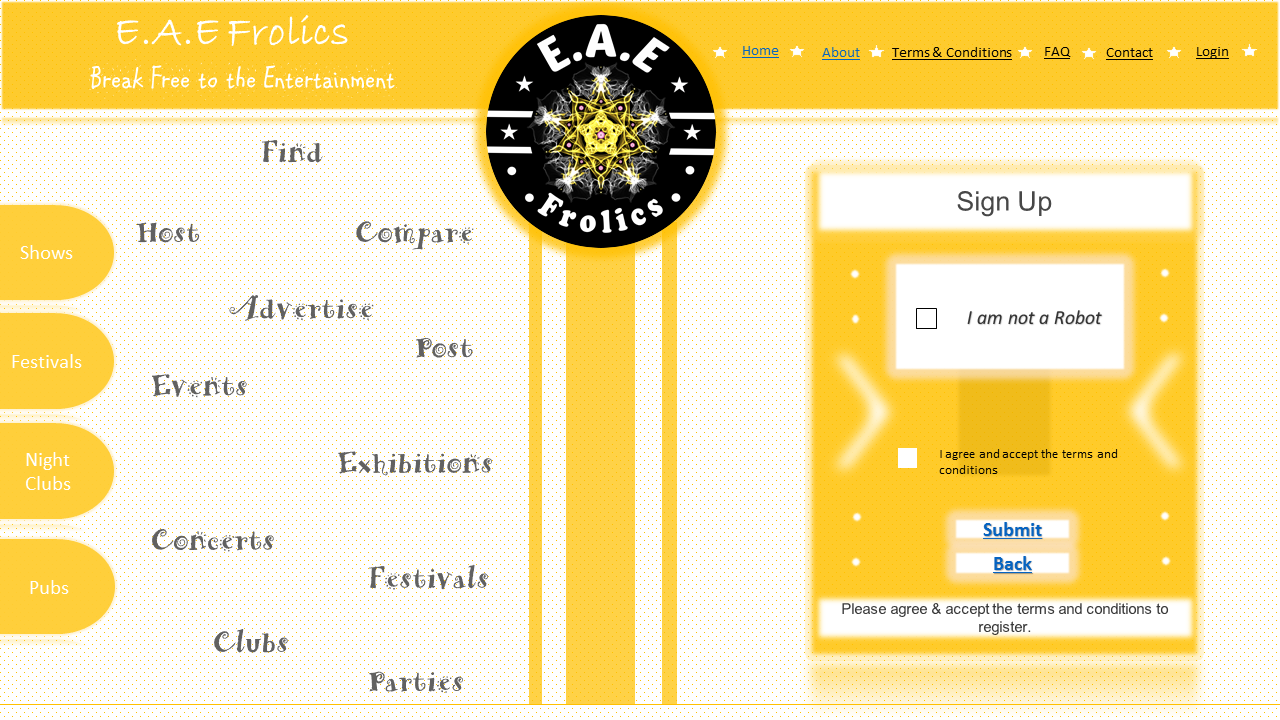 E.A.E Frolics
Break Free to the Entertainment
E.A.E
Frolics
Home
About
Terms & Conditions
FAQ
Contact
Login
Find
Host
Compare
Advertise
Post
Events
Exhibitions
Concerts
Festivals
Clubs
Parties
Shows
Festivals
Night
Clubs
Pubs
Sign Up
I am not a Robot
I agree and accept the terms and
conditions
Submit
Back
Please agree & accept the terms and conditions to
register.